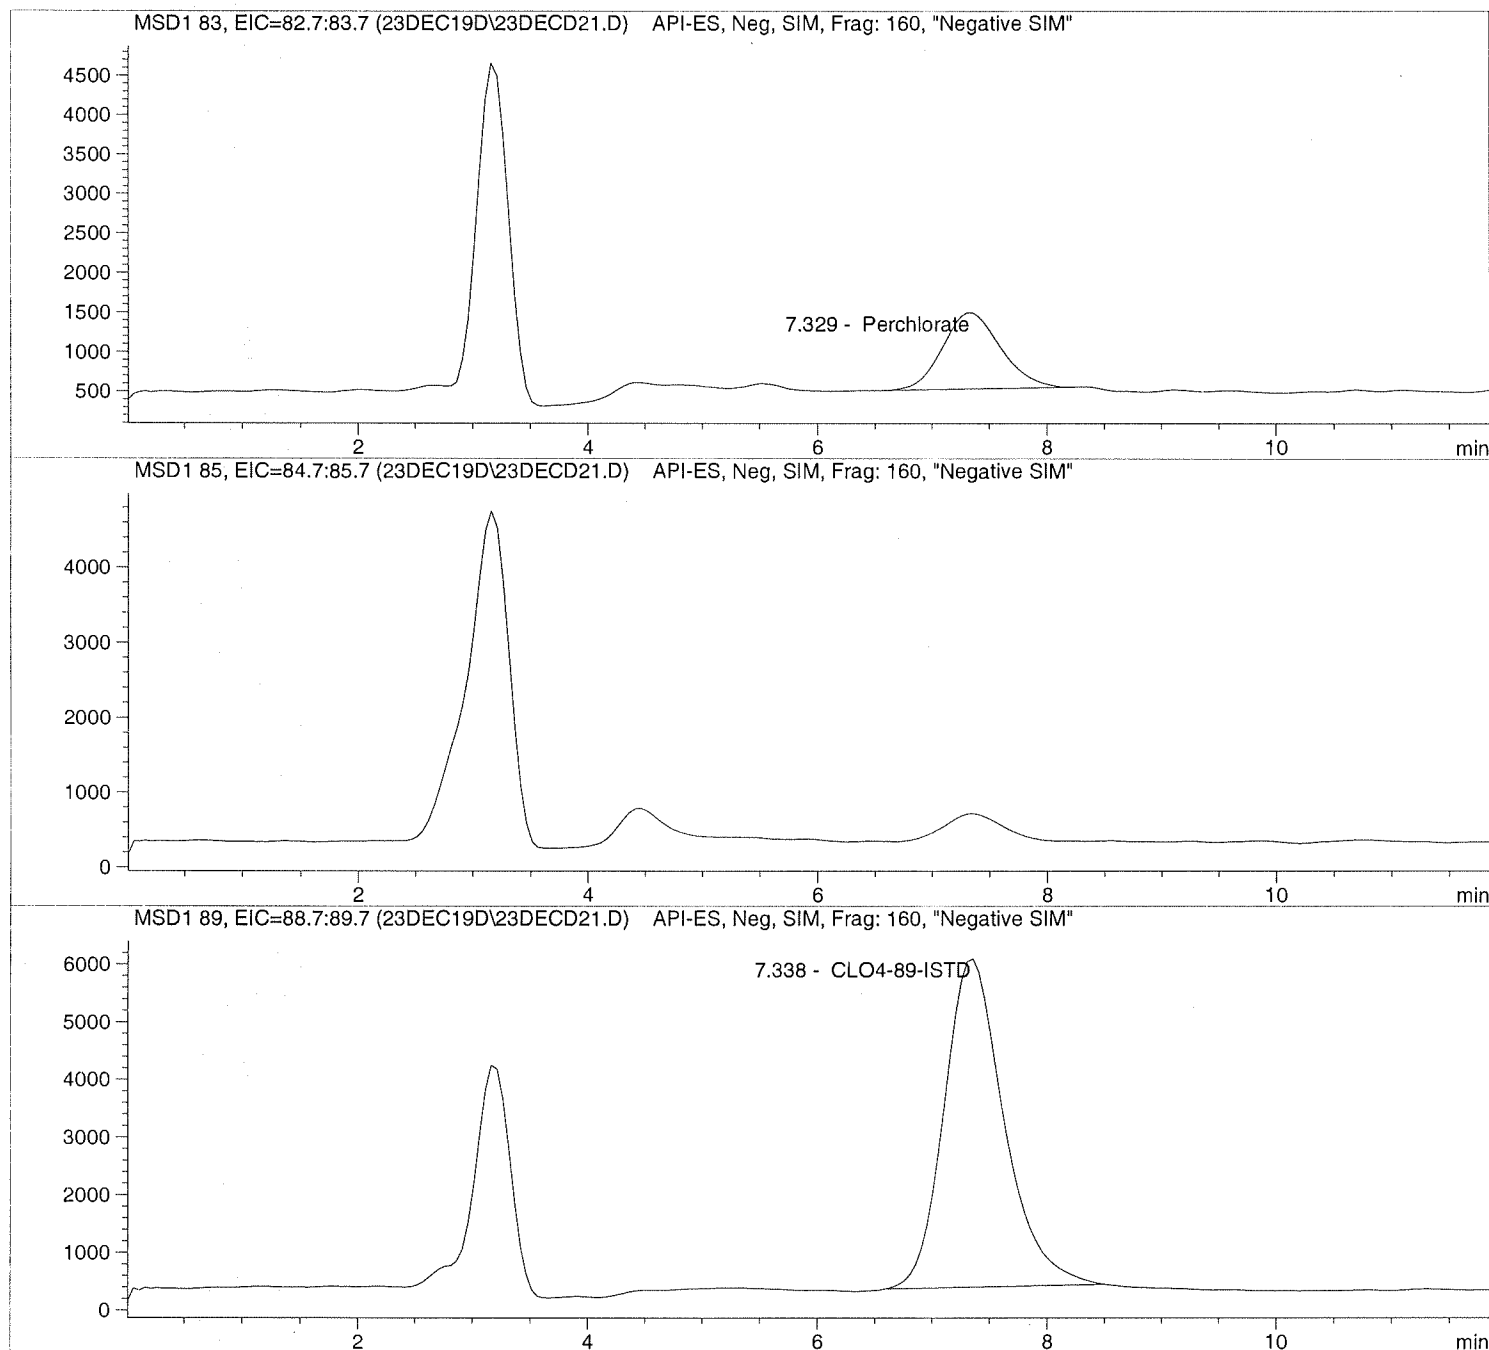 MSD1 83, EIC=82.7:83.7 (23DEC19D\23DECD21.D) API-ES, Neg, SIM, Frag: 160, "Negative SIM"
4500
4000
3500
3000
2500
2000
1500
1000
500
7.329 - Perchlorate
2 4 6 8 10 min
MSD1 85, EIC=84.7:85.7 (23DEC19D\23DECD21.D) API-ES, Neg, SIM, Frag: 160, "Negative SIM"
4000
3000
2000
1000
0
2 4 6 8 10 min
MSD1 89, EIC=88.7:89.7 (23DEC19D\23DECD21.D) API-ES, Neg, SIM, Frag: 160, "Negative SIM"
6000
5000
4000
3000
2000
1000
0
7.338 - CLO4-89-ISTD
2 4 6 8 10 min